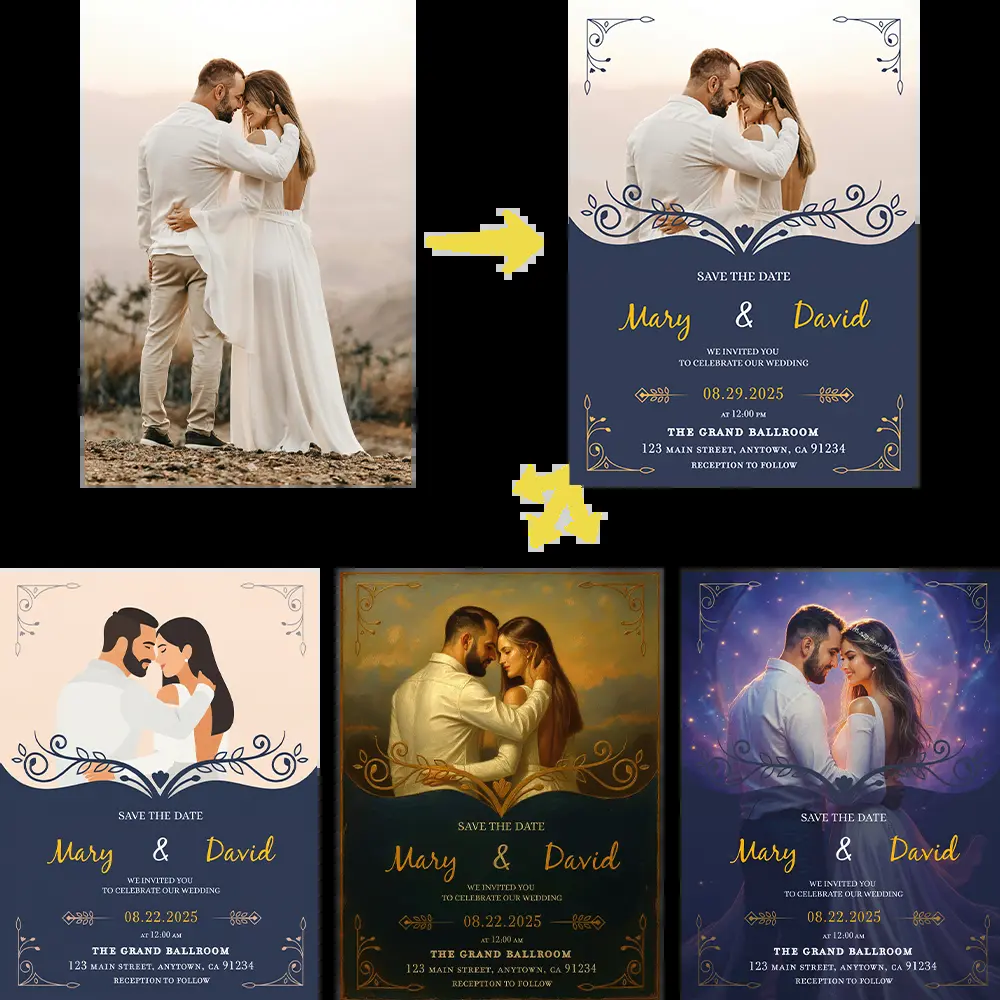 SAVE THE DATE
Mary & David
WE INVITED YOU
TO CELEBRATE OUR WEDDING
08.29.2025
AT 12:00 PM
THE GRAND BALLROOM
123 MAIN STREET, ANYTOWN, CA 91234
RECEPTION TO FOLLOW
SAVE THE DATE
Mary & David
WE INVITED YOU
TO CELEBRATE OUR WEDDING
08.22.2025
AT 12:00 AM
THE GRAND BALLROOM
123 MAIN STREET, ANYTOWN, CA 91234
RECEPTION TO FOLLOW
SAVE THE DATE
Mary & David
WE INVITED YOU
TO CELEBRATE OUR WEDDING
08.22.2025
AT 12:00 AM
THE GRAND BALLROOM
123 MAIN STREET, ANYTOWN, CA 91234
RECEPTION TO FOLLOW
SAVE THE DATE
Mary & David
WE INVITED YOU
TO CELEBRATE OUR WEDDING
08.22.2025
AT 12:00 AM
THE GRAND BALLROOM
123 MAIN STREET, ANYTOWN, CA 91234
RECEPTION TO FOLLOW